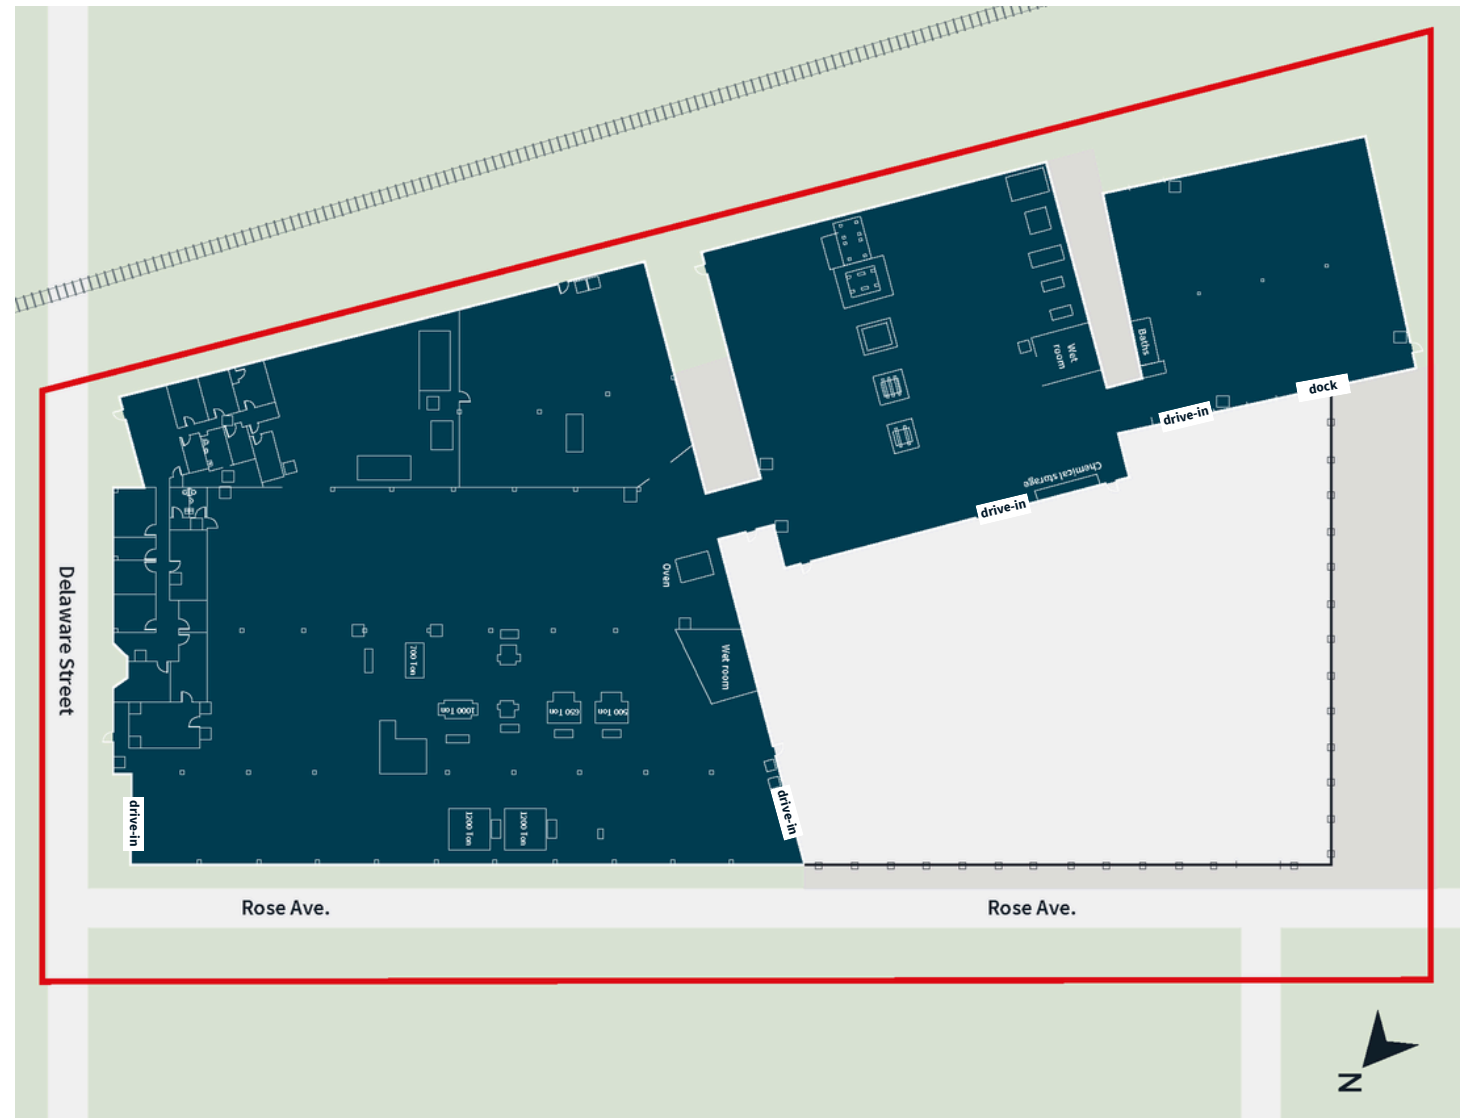 Baths
Wet
room
dock
drive-in
Chemical storage
drive-in
Oven
Delaware Street
700 Ton
Wet room
1000 Ton
650 Ton
500 Ton
drive-in
drive-in
1200 Ton
1200 Ton
Rose Ave.
Rose Ave.
N